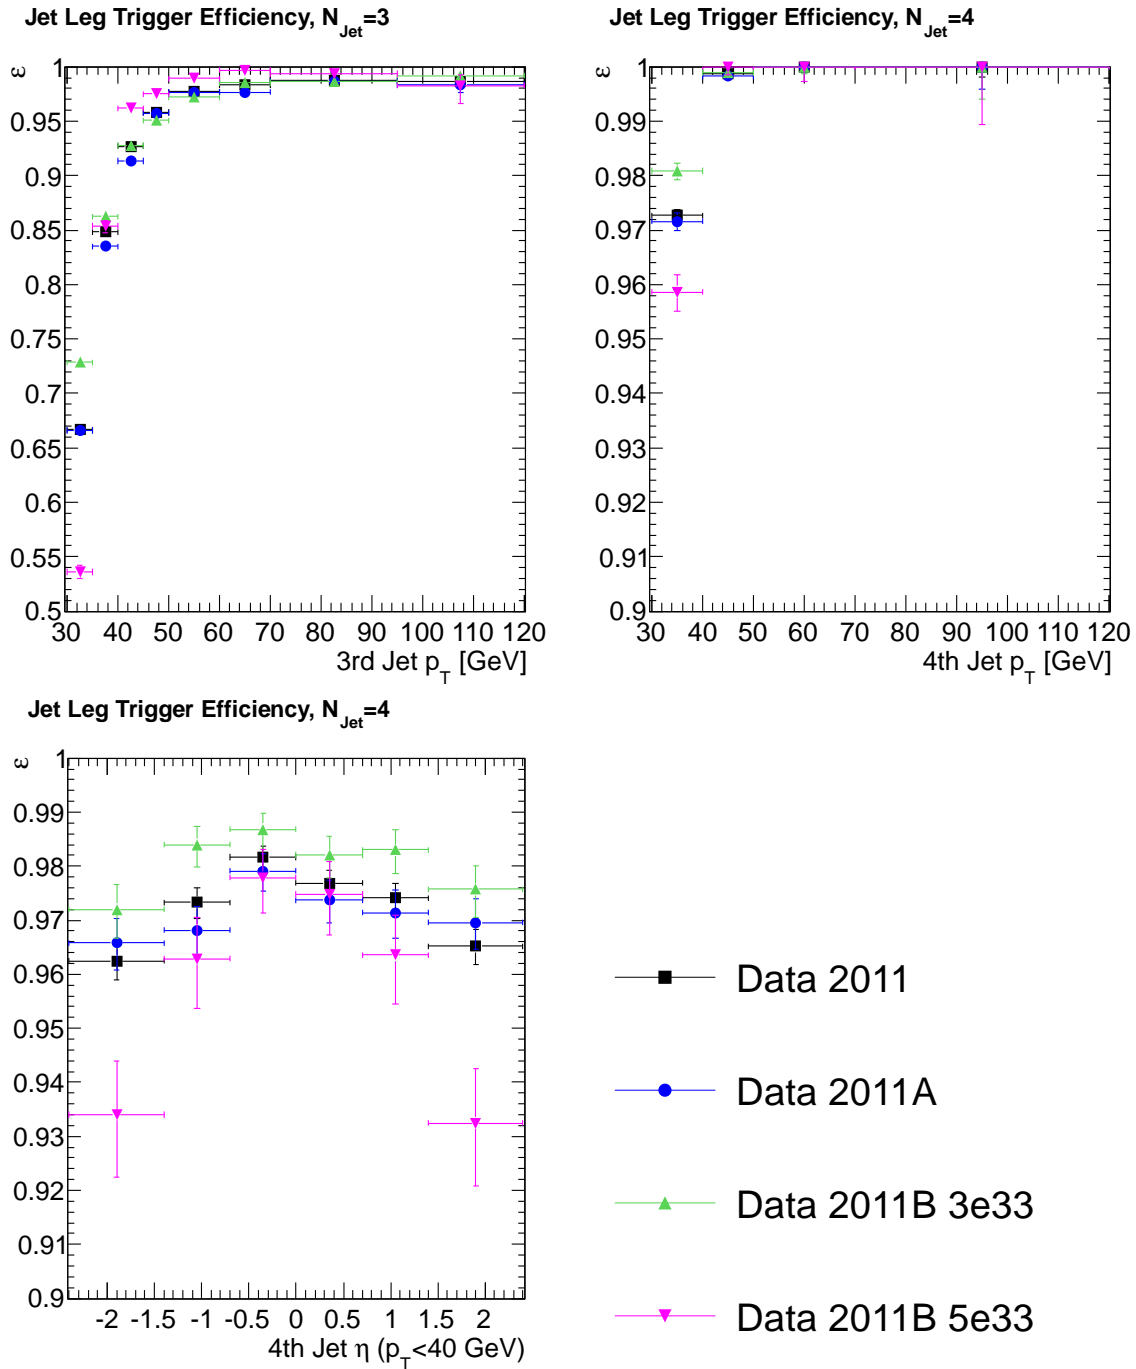 Jet Leg Trigger Efficiency, N_Jet=3
ε
1
0.95
0.9
0.85
0.8
0.75
0.7
0.65
0.6
0.55
0.5
30 40 50 60 70 80 90 100 110 120
3rd Jet p_T [GeV]
Jet Leg Trigger Efficiency, N_Jet=4
ε
1
0.99
0.98
0.97
0.96
0.95
0.94
0.93
0.92
0.91
0.9
30 40 50 60 70 80 90 100 110 120
4th Jet p_T [GeV]
Jet Leg Trigger Efficiency, N_Jet=4
ε
1
0.99
0.98
0.97
0.96
0.95
0.94
0.93
0.92
0.91
0.9
-2 -1.5 -1 -0.5 0 0.5 1 1.5 2
4th Jet η (p_T<40 GeV)
Data 2011
Data 2011A
Data 2011B 3e33
Data 2011B 5e33